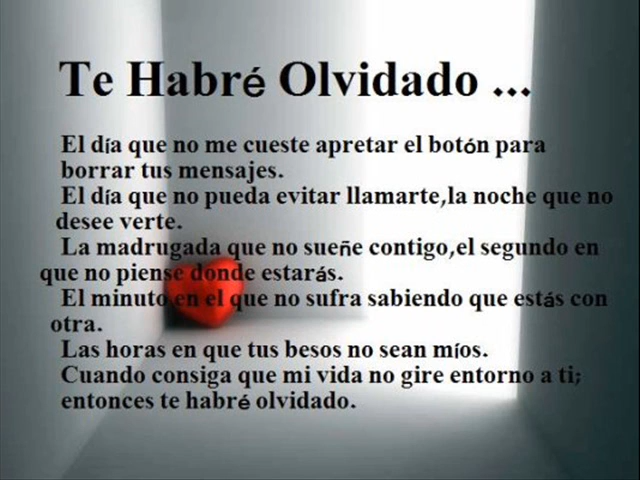 Te Habré Olvidado ...
El día que no me cueste apretar el botón para
borrar tus mensajes.
El día que no pueda evitar llamarte,la noche que no
desee verte.
La madrugada que no sueñe contigo,el segundo en
que no piense donde estarás.
El minuto en el que no sufra sabiendo que estás con
otra.
Las horas en que tus besos no sean míos.
Cuando consiga que mi vida no gire entorno a ti;
entonces te habré olvidado.